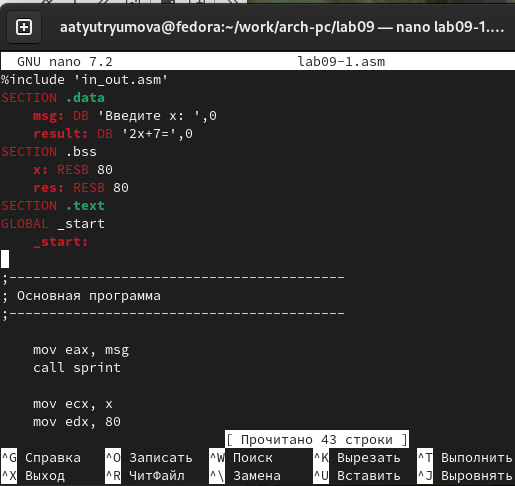 aatyutryumova@fedora:~/work/arch-pc/lab09 — nano lab09-1....
GNU nano 7.2 lab09-1.asm
%include 'in_out.asm'
SECTION .data
    msg: DB 'Введите x: ',0
    result: DB '2x+7=',0
SECTION .bss
    x: RESB 80
    res: RESB 80
SECTION .text
GLOBAL _start
    _start:
;------------------------------------------
; Основная программа
;------------------------------------------
    mov eax, msg
    call sprint
    mov ecx, x
    mov edx, 80
[ Прочитано 43 строки ]
^G Справка ^O Записать ^W Поиск ^K Вырезать ^T Выполнить
^X Выход ^R ЧитФайл ^\ Замена ^U Вставить ^J Выровнять